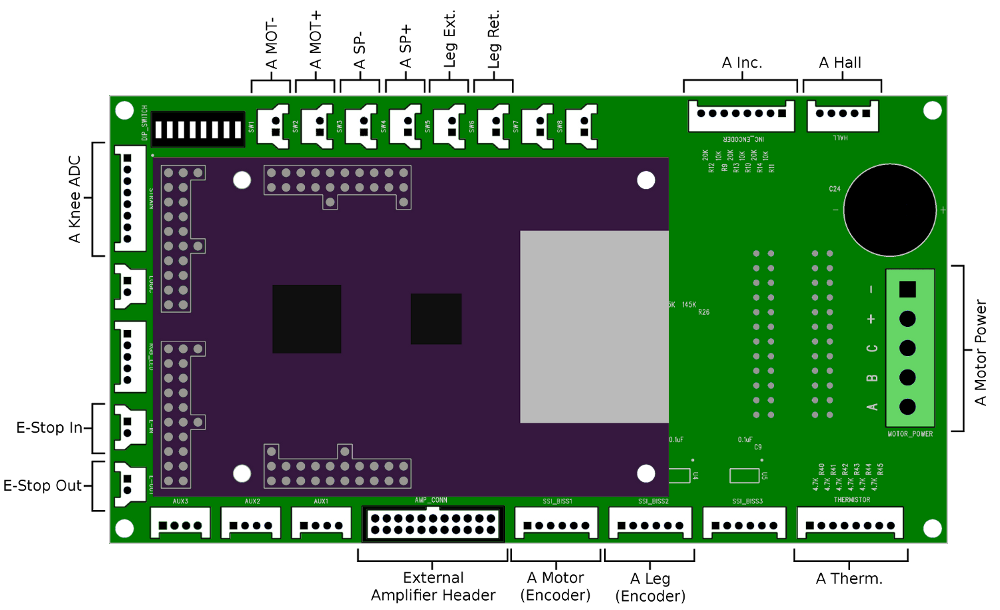 A MOT-
A MOT+
A SP-
A SP+
Leg Ext.
Leg Ret.
A Inc.
A Hall
DIP_SWITCH
SW1
SW2
SW3
SW4
SW5
SW6
SW7
SW8
INC_ENCODER
HALL
20K
R12
10K
R9
20K
R13
10K
R10
20K
R14
10K
R11
C24
-
+
A Knee ADC
145K
R26
-
+
C
B
A
MOTOR_POWER
A Motor Power
E-Stop In
E-Stop Out
0.1uF
0.1uF
C9
U5
4.7K R40
4.7K R41
4.7K R42
4.7K R43
4.7K R44
4.7K R45
AUX3
AUX2
AUX1
AMP_CONN
SSI_BISS1
SSI_BISS2
SSI_BISS3
THERMISTOR
External
Amplifier Header
A Motor
(Encoder)
A Leg
(Encoder)
A Therm.